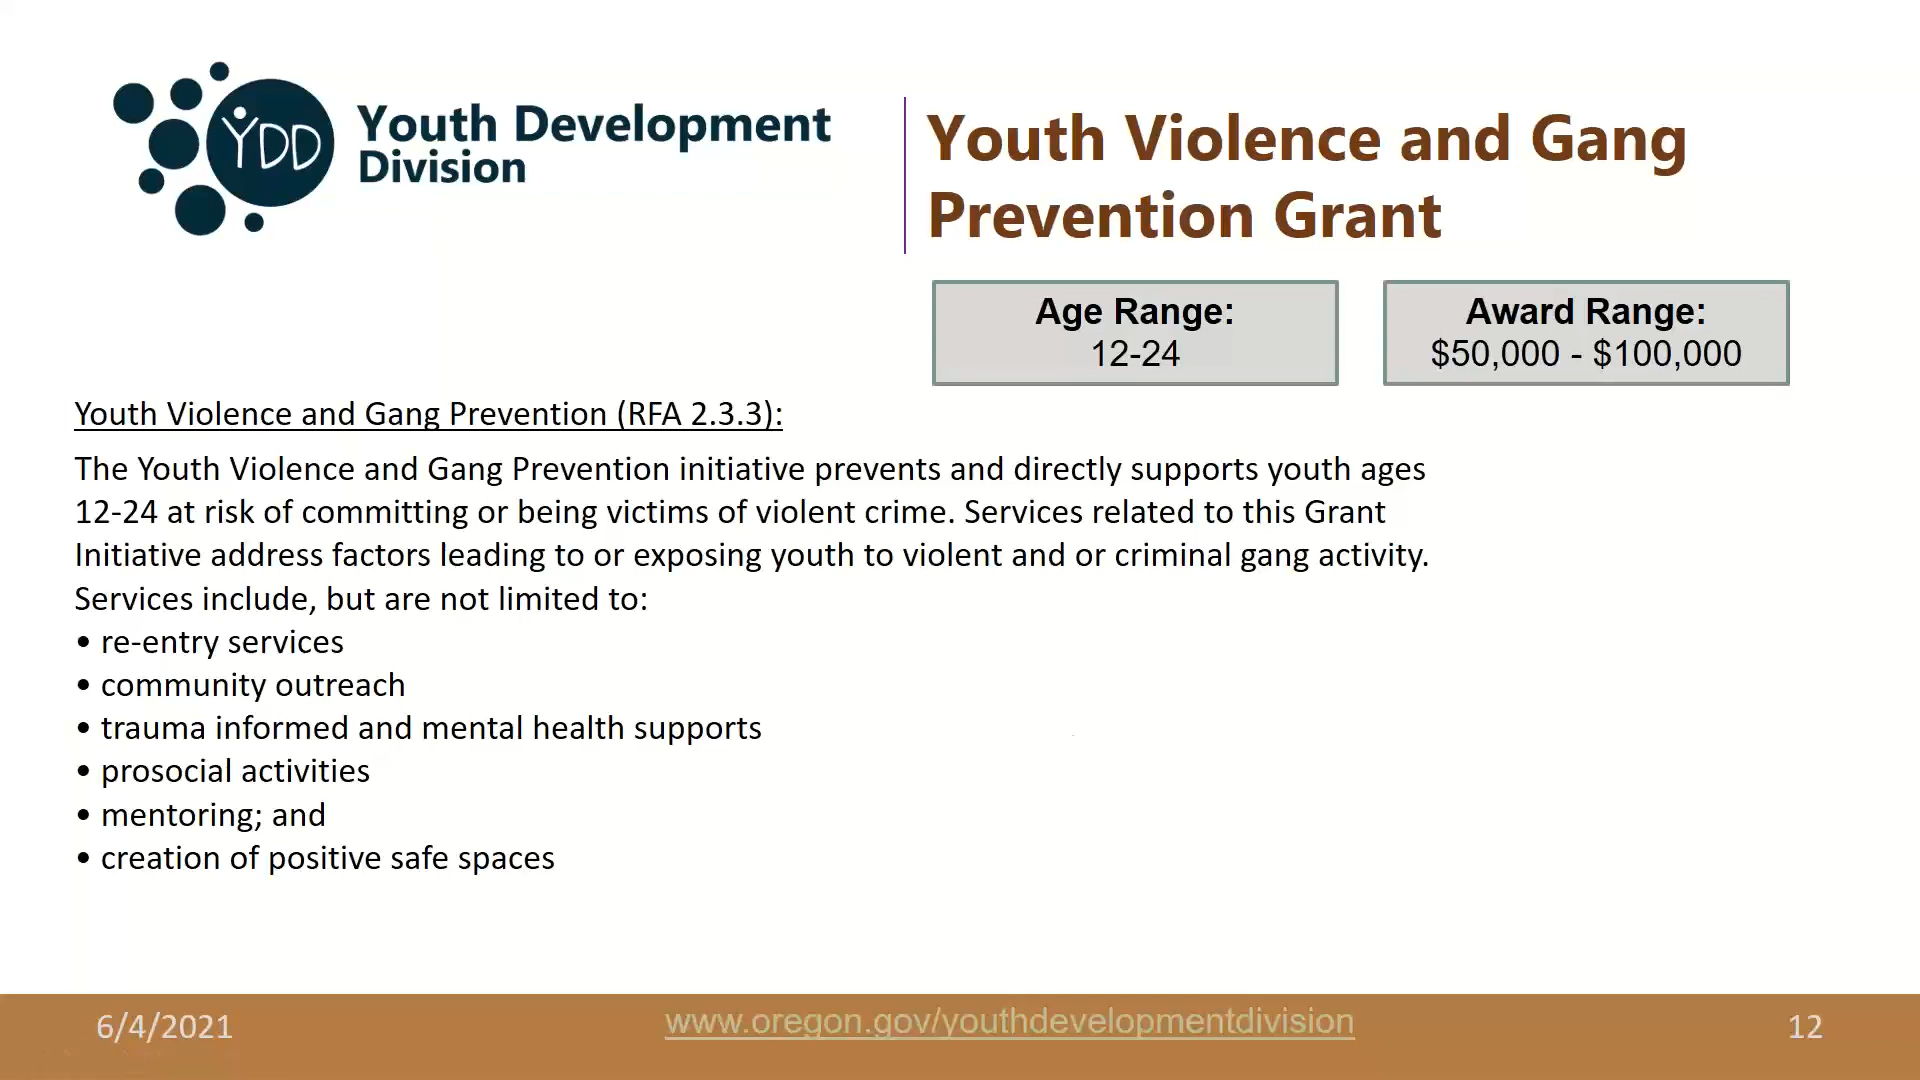 YDD
Youth Development
Division
Youth Violence and Gang
Prevention Grant
Age Range:
12-24
Award Range:
$50,000 - $100,000
Youth Violence and Gang Prevention (RFA 2.3.3):
The Youth Violence and Gang Prevention initiative prevents and directly supports youth ages
12-24 at risk of committing or being victims of violent crime. Services related to this Grant
Initiative address factors leading to or exposing youth to violent and or criminal gang activity.
Services include, but are not limited to:
• re-entry services
• community outreach
• trauma informed and mental health supports
• prosocial activities
• mentoring; and
• creation of positive safe spaces
6/4/2021
www.oregon.gov/youthdevelopmentdivision
12